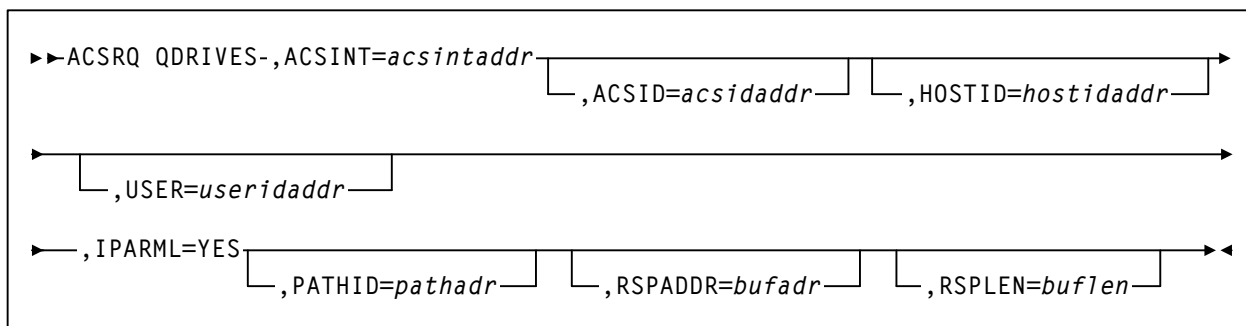 ACSRQ QDRIVES-,ACSINT=acsintaddr
,ACSID=acsidaddr ,HOSTID=hostidaddr
,USER=useridaddr
,IPARML=YES
,PATHID=pathadr ,RSPADDR=bufadr ,RSPLEN=buflen